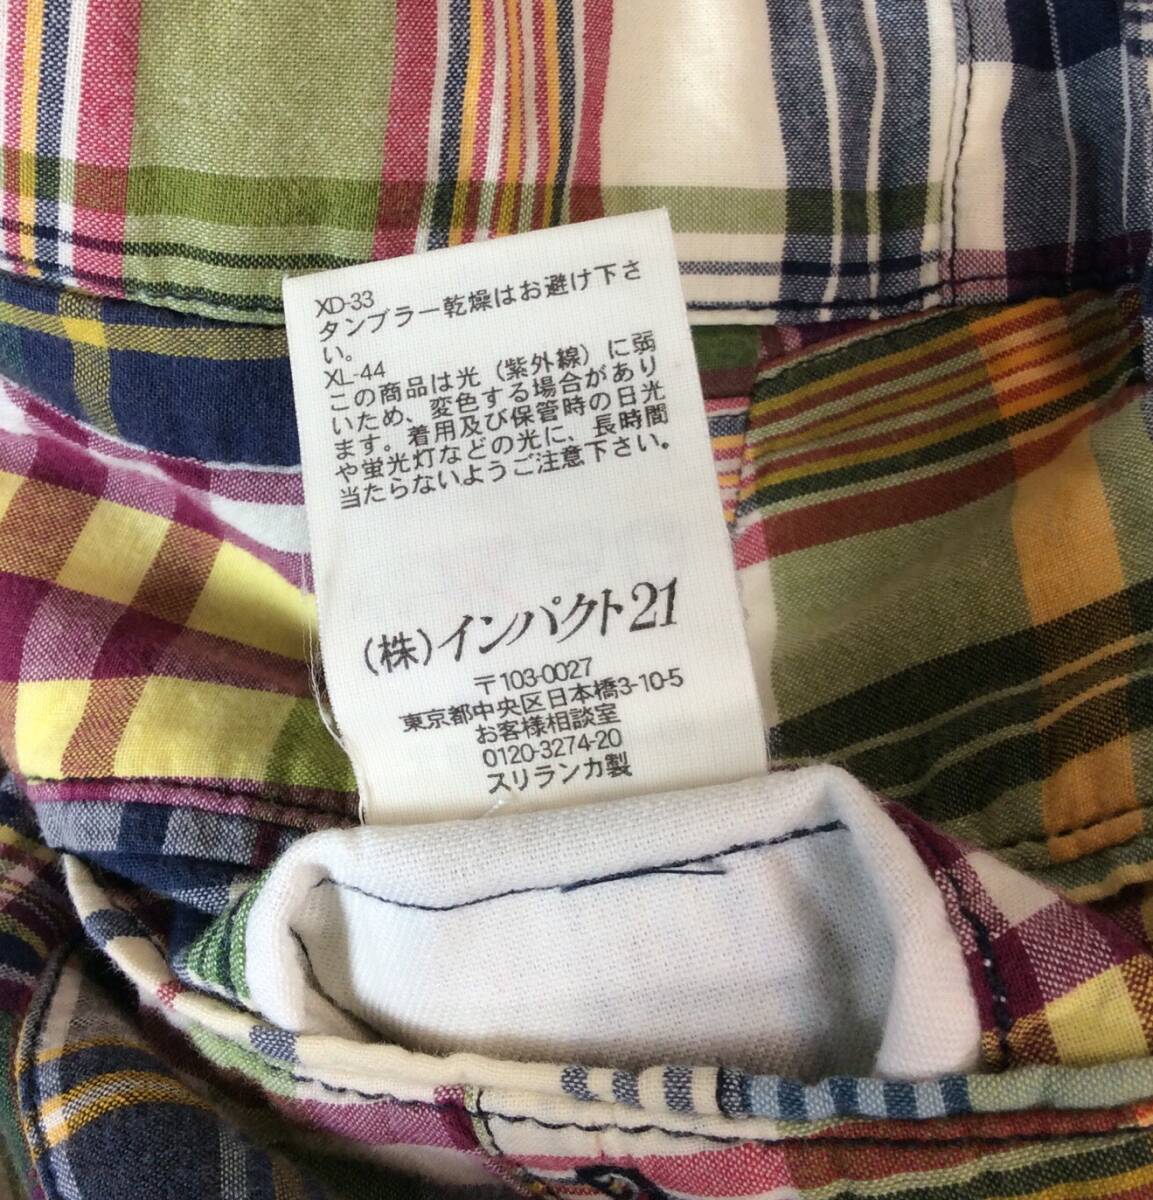 XD-33
タンブラー乾燥はお避け下さ
い。
XL-44
この商品は光（紫外線）に弱
いため、変色する場合があり
ます。着用及び保管時の日光
や蛍光灯などの光に、長時間
当たらないようご注意下さい。
（株）インパクト21
〒103-0027
東京都中央区日本橋3-10-5
お客様相談室
0120-3274-20
スリランカ製